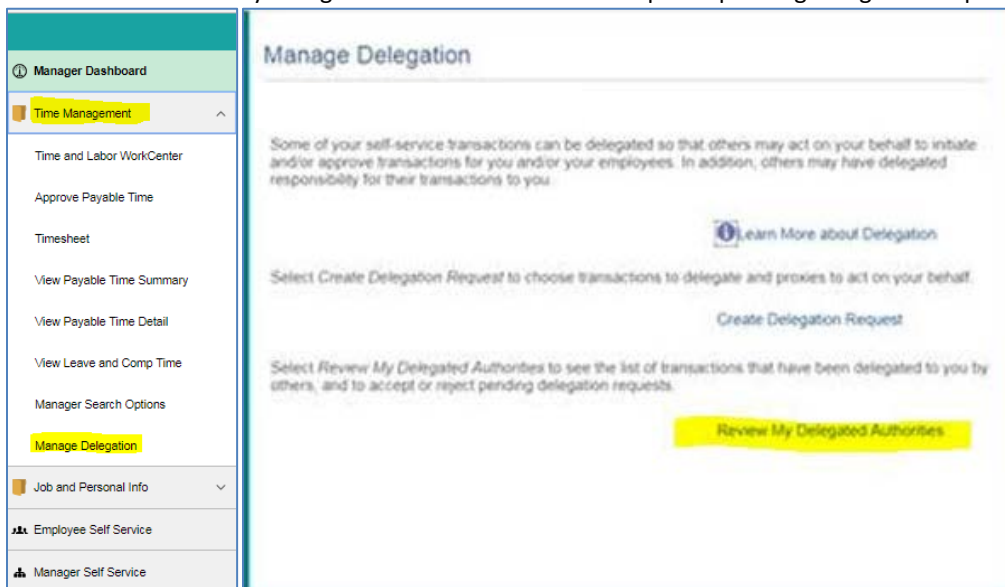 Manager Dashboard
Time Management
Time and Labor WorkCenter
Approve Payable Time
Timesheet
View Payable Time Summary
View Payable Time Detail
View Leave and Comp Time
Manager Search Options
Manage Delegation
Job and Personal Info
Employee Self Service
Manager Self Service
Manage Delegation
Some of your self-service transactions can be delegated so that others may act on your behalf to initiate
and/or approve transactions for you and/or your employees. In addition, others may have delegated
responsibility for their transactions to you.
Learn More about Delegation
Select Create Delegation Request to choose transactions to delegate and proxies to act on your behalf.
Create Delegation Request
Select Review My Delegated Authorities to see the list of transactions that have been delegated to you by
others, and to accept or reject pending delegation requests.
Review My Delegated Authorities